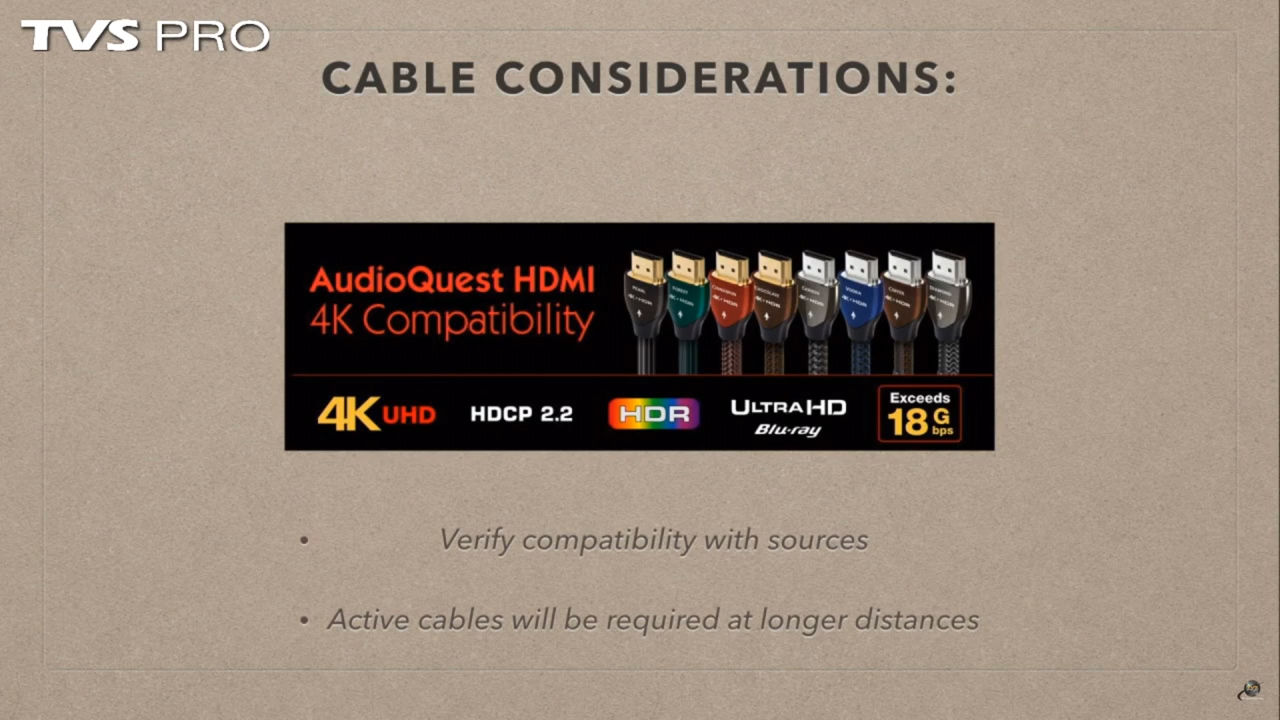 TVS PRO
CABLE CONSIDERATIONS:
AudioQuest HDMI
4K Compatibility
4K UHD
HDCP 2.2
HDR
ULTRA HD
Blu-ray
Exceeds
18 G
bps
• Verify compatibility with sources
• Active cables will be required at longer distances